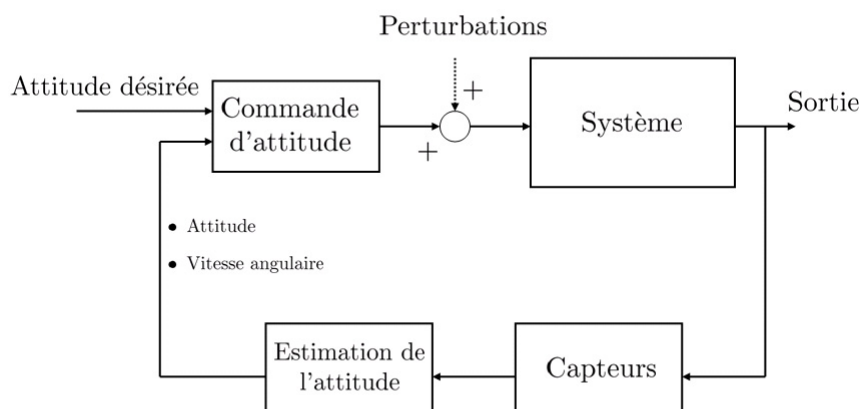 Perturbations
Attitude désirée
+
Commande
d'attitude
Système
Sortie
+
• Attitude
• Vitesse angulaire
Estimation de
l'attitude
Capteurs